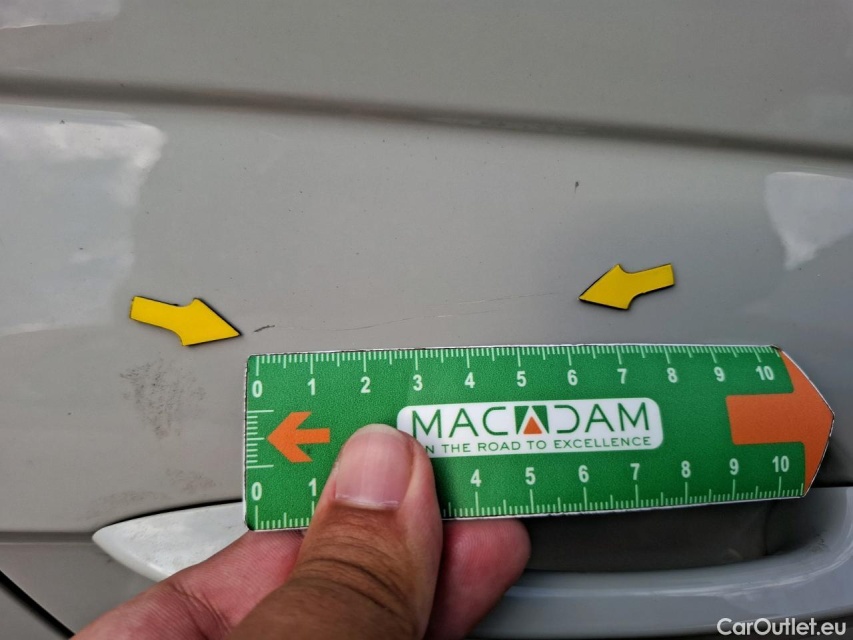 0 1 2 3 4 5 6 7 8 9 10
MACADAM
N THE ROAD TO EXCELLENCE
0 1 4 5 6 7 8 9 10
CarOutlet.eu